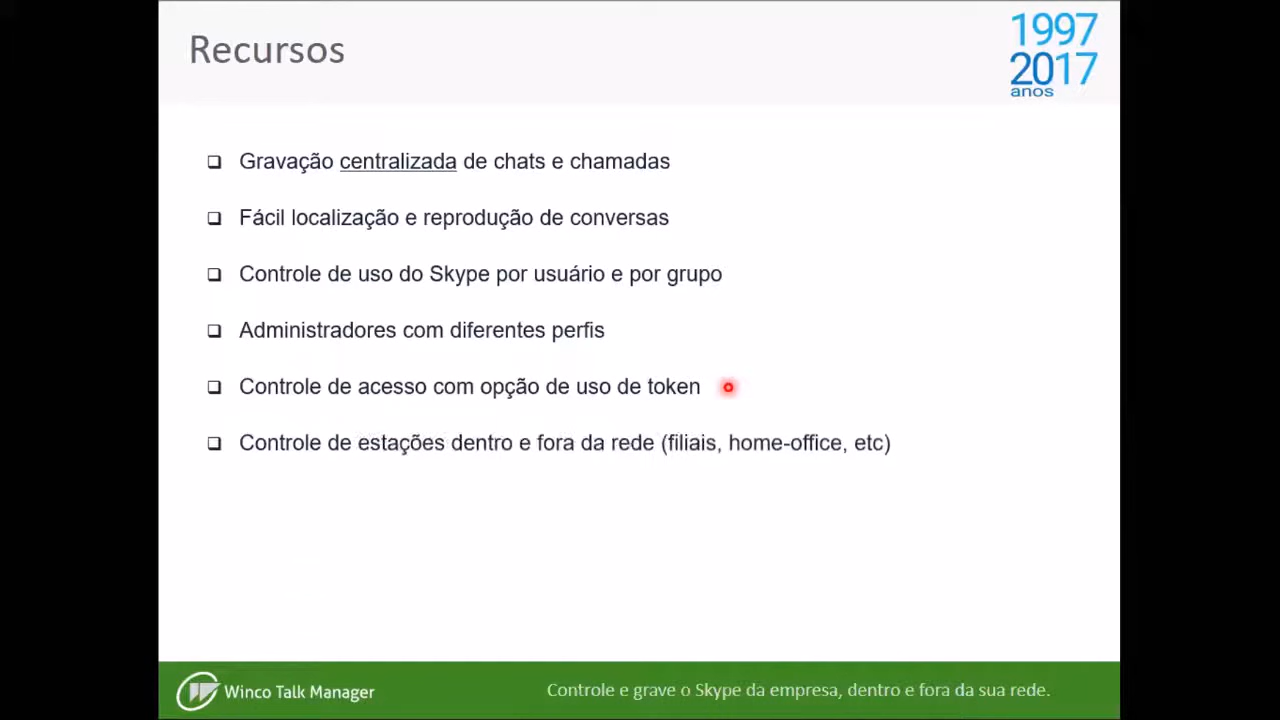 Recursos
1997
2017
anos
Gravação centralizada de chats e chamadas
Fácil localização e reprodução de conversas
Controle de uso do Skype por usuário e por grupo
Administradores com diferentes perfis
Controle de acesso com opção de uso de token
Controle de estações dentro e fora da rede (filiais, home-office, etc)
Winco Talk Manager
Controle e grave o Skype da empresa, dentro e fora da sua rede.